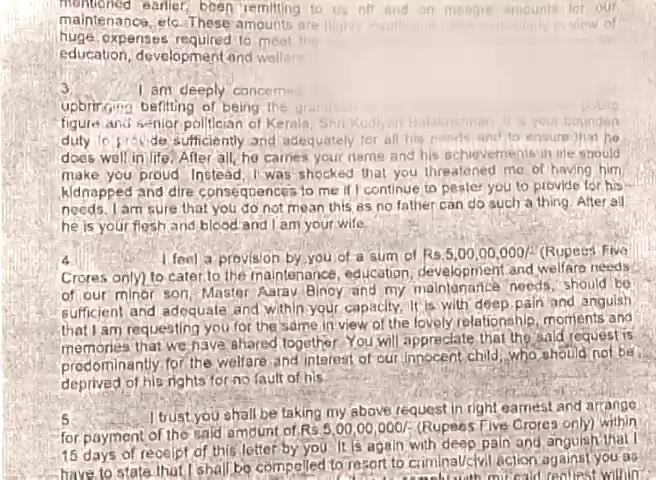 mentioned earlier, been remitting to us off and on meagre amounts for our
maintenance, etc. These amounts are highly insufficient view of
huge expenses required to meet the
education, development and welfare
3. I am deeply concerned
upbringing befitting of being the grandson public
figure and senior politician of Kerala, Shri Kodiyeri Balakrishnan. It is your bounden
duty to provide sufficiently and adequately for all his needs and to ensure that he
does well in life. After all, he carries your name and his achievements in life should
make you proud. Instead, I was shocked that you threatened me of having him
kidnapped and dire consequences to me if I continue to pester you to provide for his
needs. I am sure that you do not mean this as no father can do such a thing. After all
he is your flesh and blood and I am your wife.
4. I feel a provision by you of a sum of Rs.5,00,00,000/- (Rupees Five
Crores only) to cater to the maintenance, education, development and welfare needs
of our minor son, Master Aarav Binoy and my maintenance needs, should be
sufficient and adequate and within your capacity. It is with deep pain and anguish
that I am requesting you for the same in view of the lovely relationship, moments and
memories that we have shared together. You will appreciate that the said request is
predominantly for the welfare and interest of our innocent child, who should not be
deprived of his rights for no fault of his.
5. I trust you shall be taking my above request in right earnest and arrange
for payment of the said amount of Rs.5,00,00,000/- (Rupees Five Crores only) within
15 days of receipt of this letter by you. It is again with deep pain and anguish that I
have to state that I shall be compelled to resort to criminal/civil action against you as
comply with my said request within